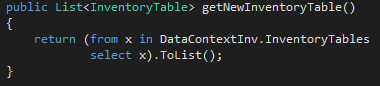 public List<InventoryTable> getNewInventoryTable()
{
    return (from x in DataContextInv.InventoryTables
            select x).ToList();
}